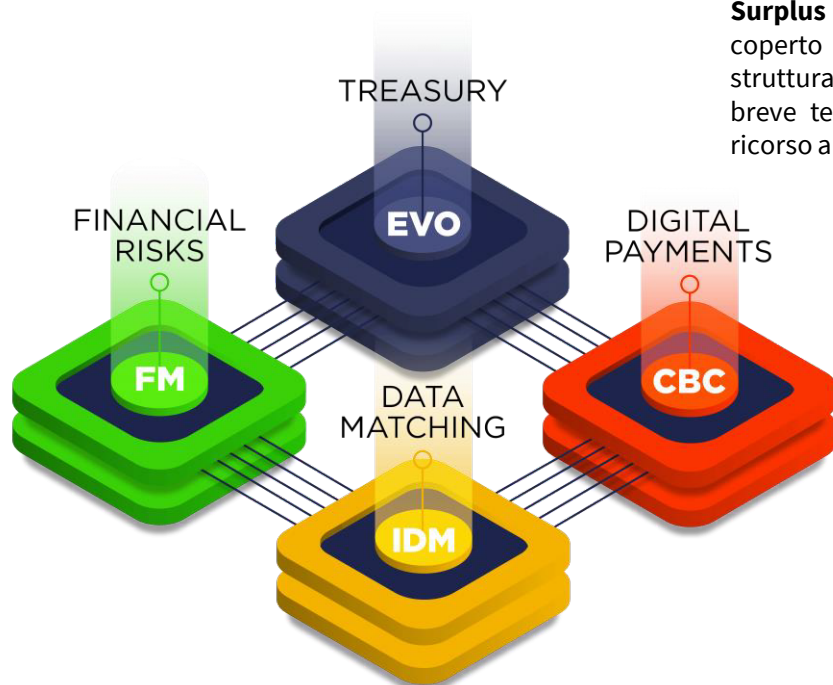 Surplus
coperto
struttura
breve te
ricorso a
TREASURY
EVO
FINANCIAL
RISKS
FM
DIGITAL
PAYMENTS
CBC
DATA
MATCHING
IDM